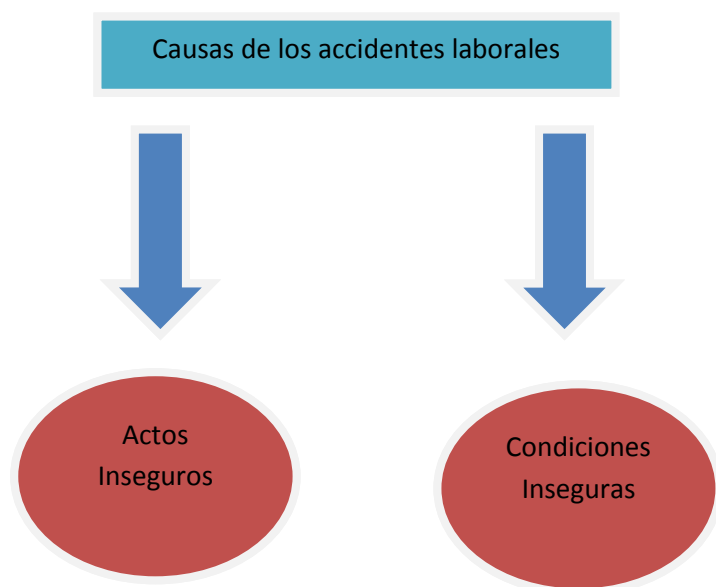 Causas de los accidentes laborales
Actos
Inseguros
Condiciones
Inseguras